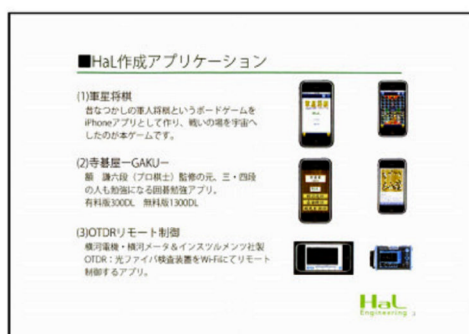 ■HaL作成アプリケーション
(1)軍星将棋
昔なつかしの軍人将棋というボードゲームを
iPhoneアプリとして作り、戦いの場を宇宙へ
したのが本ゲームです。
(2)寺碁屋ーGAKUー
顔 謙六段(プロ棋士)監修の元、三・四段
の人も勉強になる囲碁勉強アプリ。
有料版300DL 無料版1300DL
(3)OTDRリモート制御
横河電機・横河メータ&インスツルメンツ社製
OTDR:光ファイバ検査装置をWi-Fiにてリモート
制御するアプリ。
HaL
Engineering